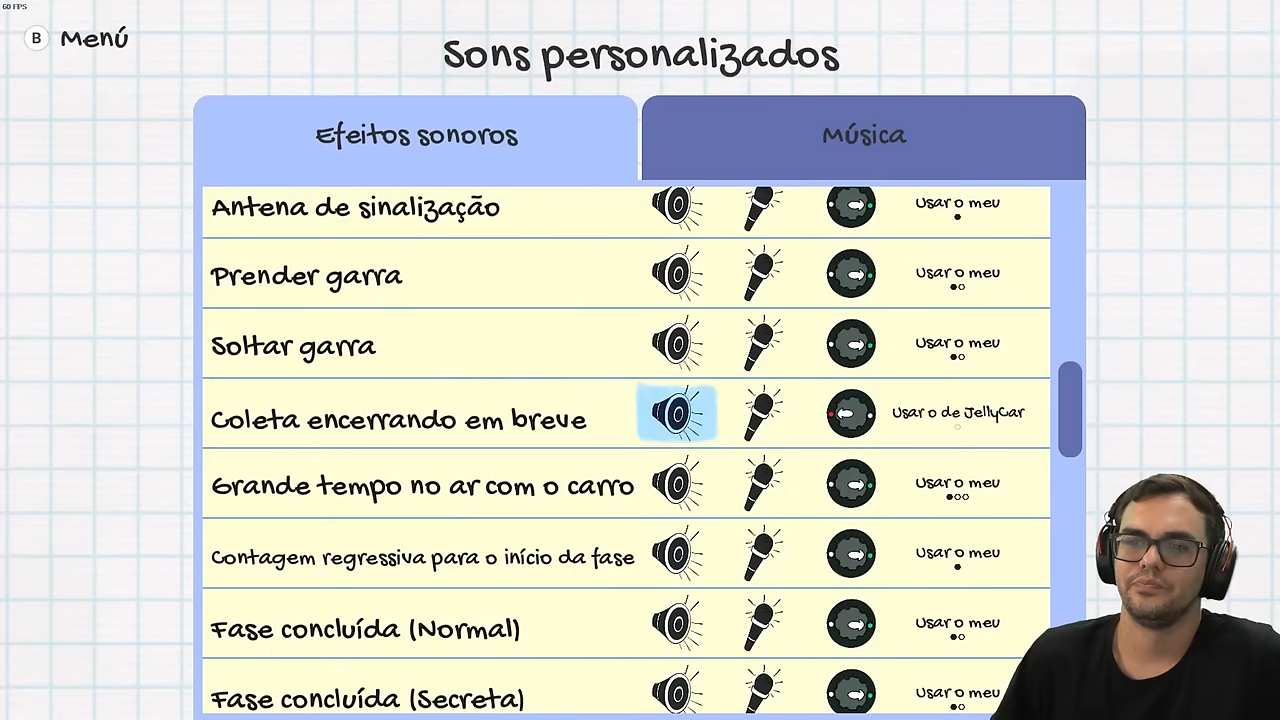 60 FPS
B Menú
Sons personalizados
Efeitos sonoros
Música
Antena de sinalização Usar o meu
Prender garra Usar o meu
Soltar garra Usar o meu
Coleta encerrando em breve Usar o de JellyCar
Grande tempo no ar com o carro Usar o meu
Contagem regressiva para o início da fase Usar o meu
Fase concluída (Normal) Usar o meu
Fase concluída (Secreta) Usar o meu